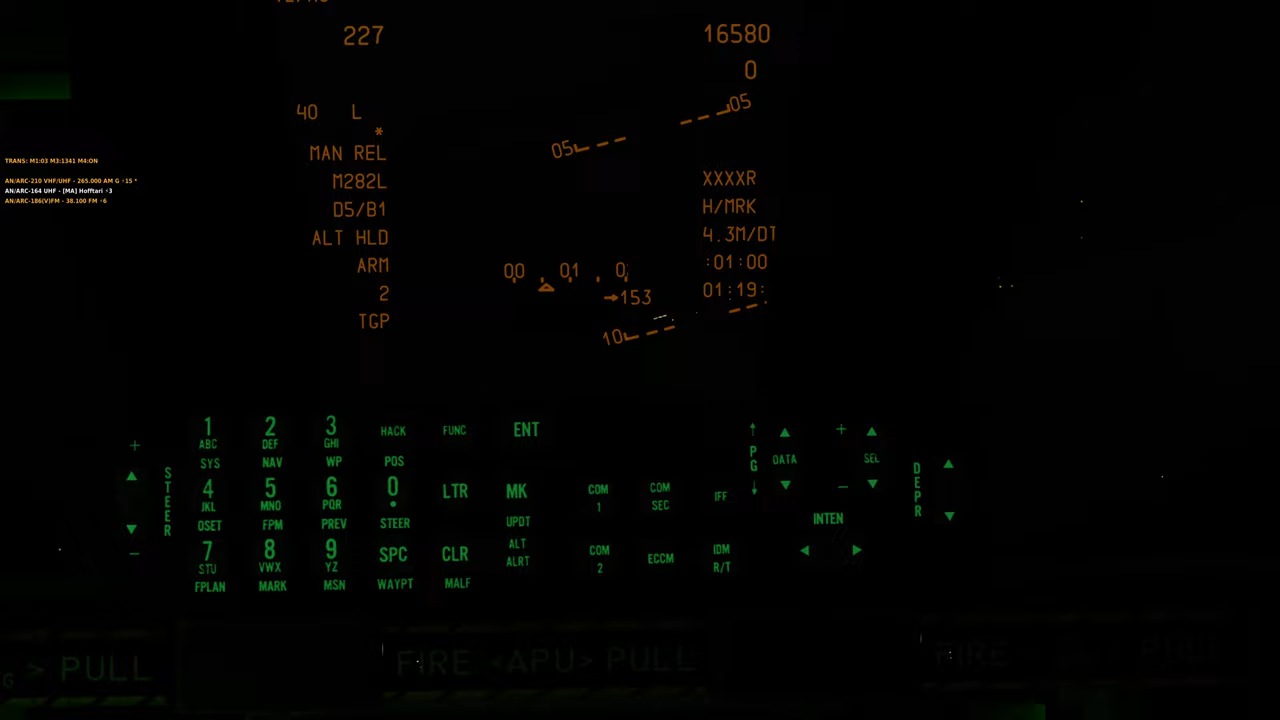 227
16580
0
40 L
05
*
05
MAN REL
M282L
D5/B1
ALT HLD
ARM
2
TGP
XXXXR
H/MRK
4.3M/DT
:01:00
01:19:
00 01 0
153
10
TRANS: M1:03 M3:1341 M4:ON
AN/ARC-210 VHF/UHF - 265.000 AM G +15 *
AN/ARC-164 UHF - [MA] Hofftari +3
AN/ARC-186(V)FM - 38.100 FM +6
1 2 3 HACK FUNC ENT
ABC DEF GHI
SYS NAV WP POS
4 5 6 0 LTR MK
JKL MNO PQR
OSET FPM PREV STEER UPDT
7 8 9 SPC CLR ALT ALRT
STU VWX YZ
FPLAN MARK MSN WAYPT MALF
+ STEER -
COM 1 COM SEC IFF
COM 2 ECCM IDM R/T
PG DATA + - SEL
INTEN
DEPR
G > PULL
FIRE <APU> PULL
FIRE PULL